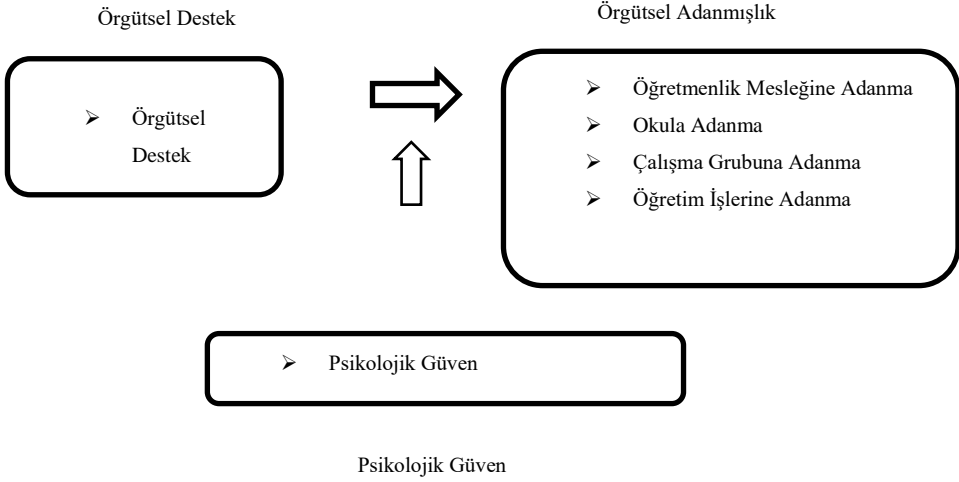 Örgütsel Destek
Örgütsel Adanmışlık
➢ Örgütsel
Destek
➢ Öğretmenlik Mesleğine Adanma
➢ Okula Adanma
➢ Çalışma Grubuna Adanma
➢ Öğretim İşlerine Adanma
➢ Psikolojik Güven
Psikolojik Güven